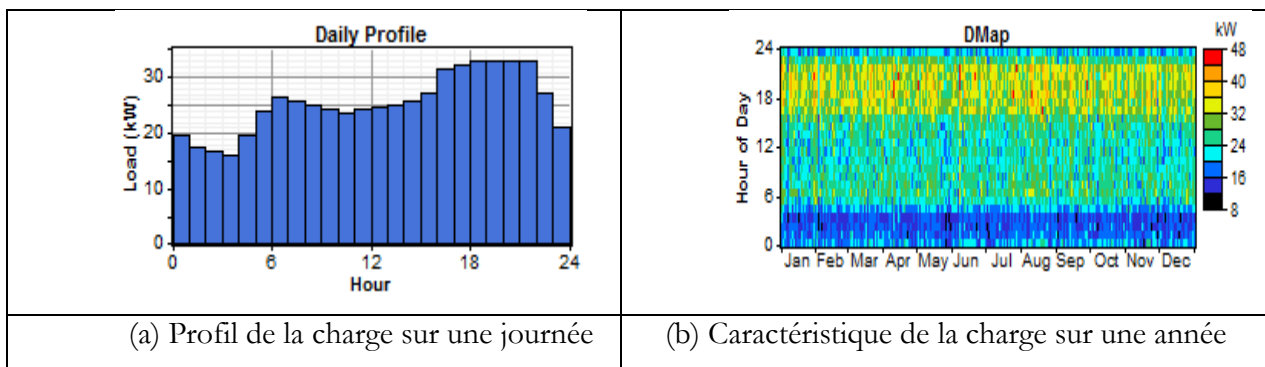 Daily Profile
Load (kW)
30
20
10
0
0 6 12 18 24
Hour
DMap
Hour of Day
24
18
12
6
0
Jan Feb Mar Apr May Jun Jul Aug Sep Oct Nov Dec
kW
48
40
32
24
16
8
(a) Profil de la charge sur une journée
(b) Caractéristique de la charge sur une année